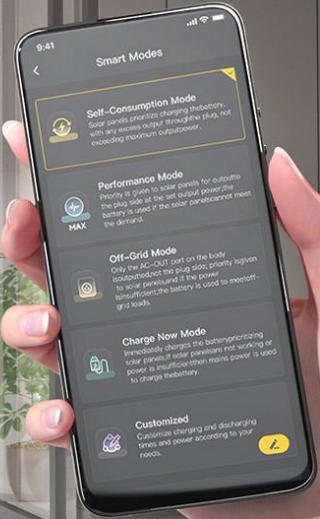 9:41
Smart Modes
Self-Consumption Mode
Solar panels prioritize charging thebattery,
with any excess output throughthe plug, not
exceeding maximum outputpower.
Performance Mode
Priority is given to solar panels for outputto
the plug side at the set output power,the
battery is used if the solar panelscannot meet
the demand.
MAX
Off-Grid Mode
Only the AC-OUT port on the body
isoutputted,not the plug side; priority isgiven
to solar panels,and if the power
isinsufficient,the battery is used to meetoff-
grid loads.
Charge Now Mode
Immediately charges the batteryprioritizing
solar panels,if solar panelsare not working or
power is insufficientthen mains power is used
to charge thebattery.
Customized
Customize charging and discharging
times and power according to your
needs.